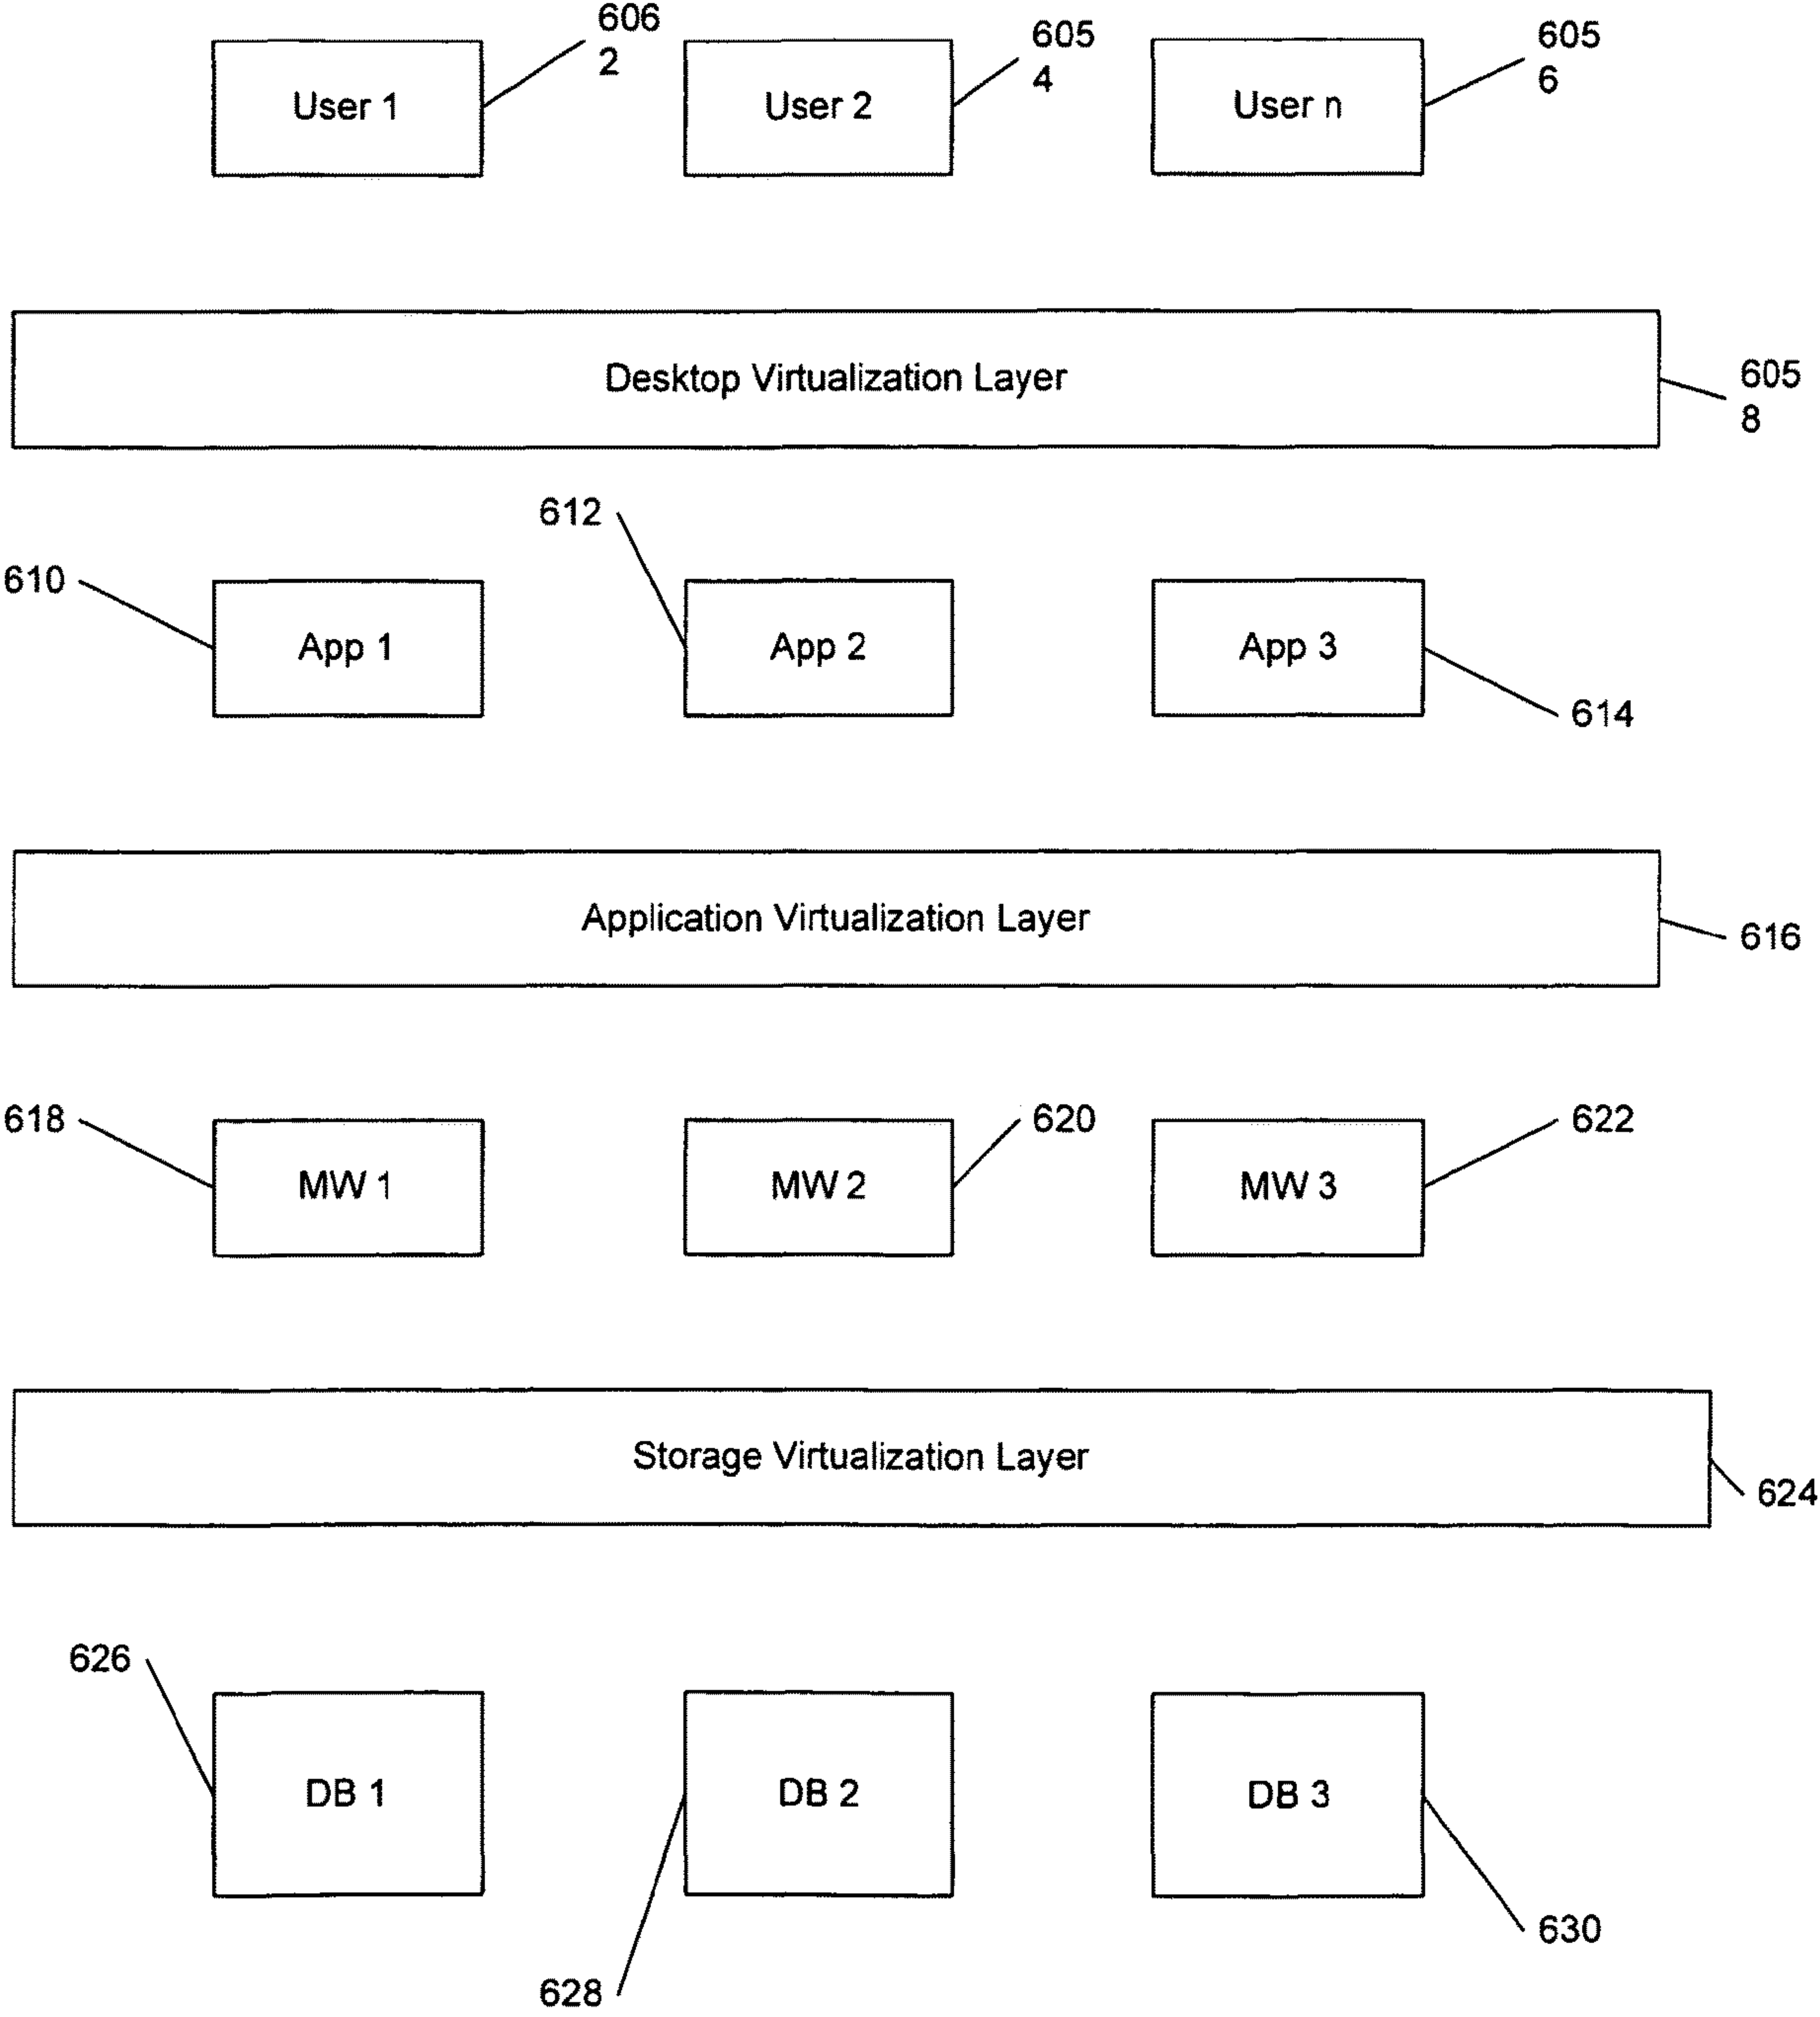 606
2
605
4
605
6
User 1
User 2
User n
Desktop Virtualization Layer
605
8
612
610
App 1
App 2
App 3
614
Application Virtualization Layer
616
618
620
622
MW 1
MW 2
MW 3
Storage Virtualization Layer
624
626
DB 1
DB 2
DB 3
630
628